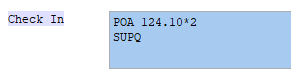 Check In
POA 124.10*2
SUPQ